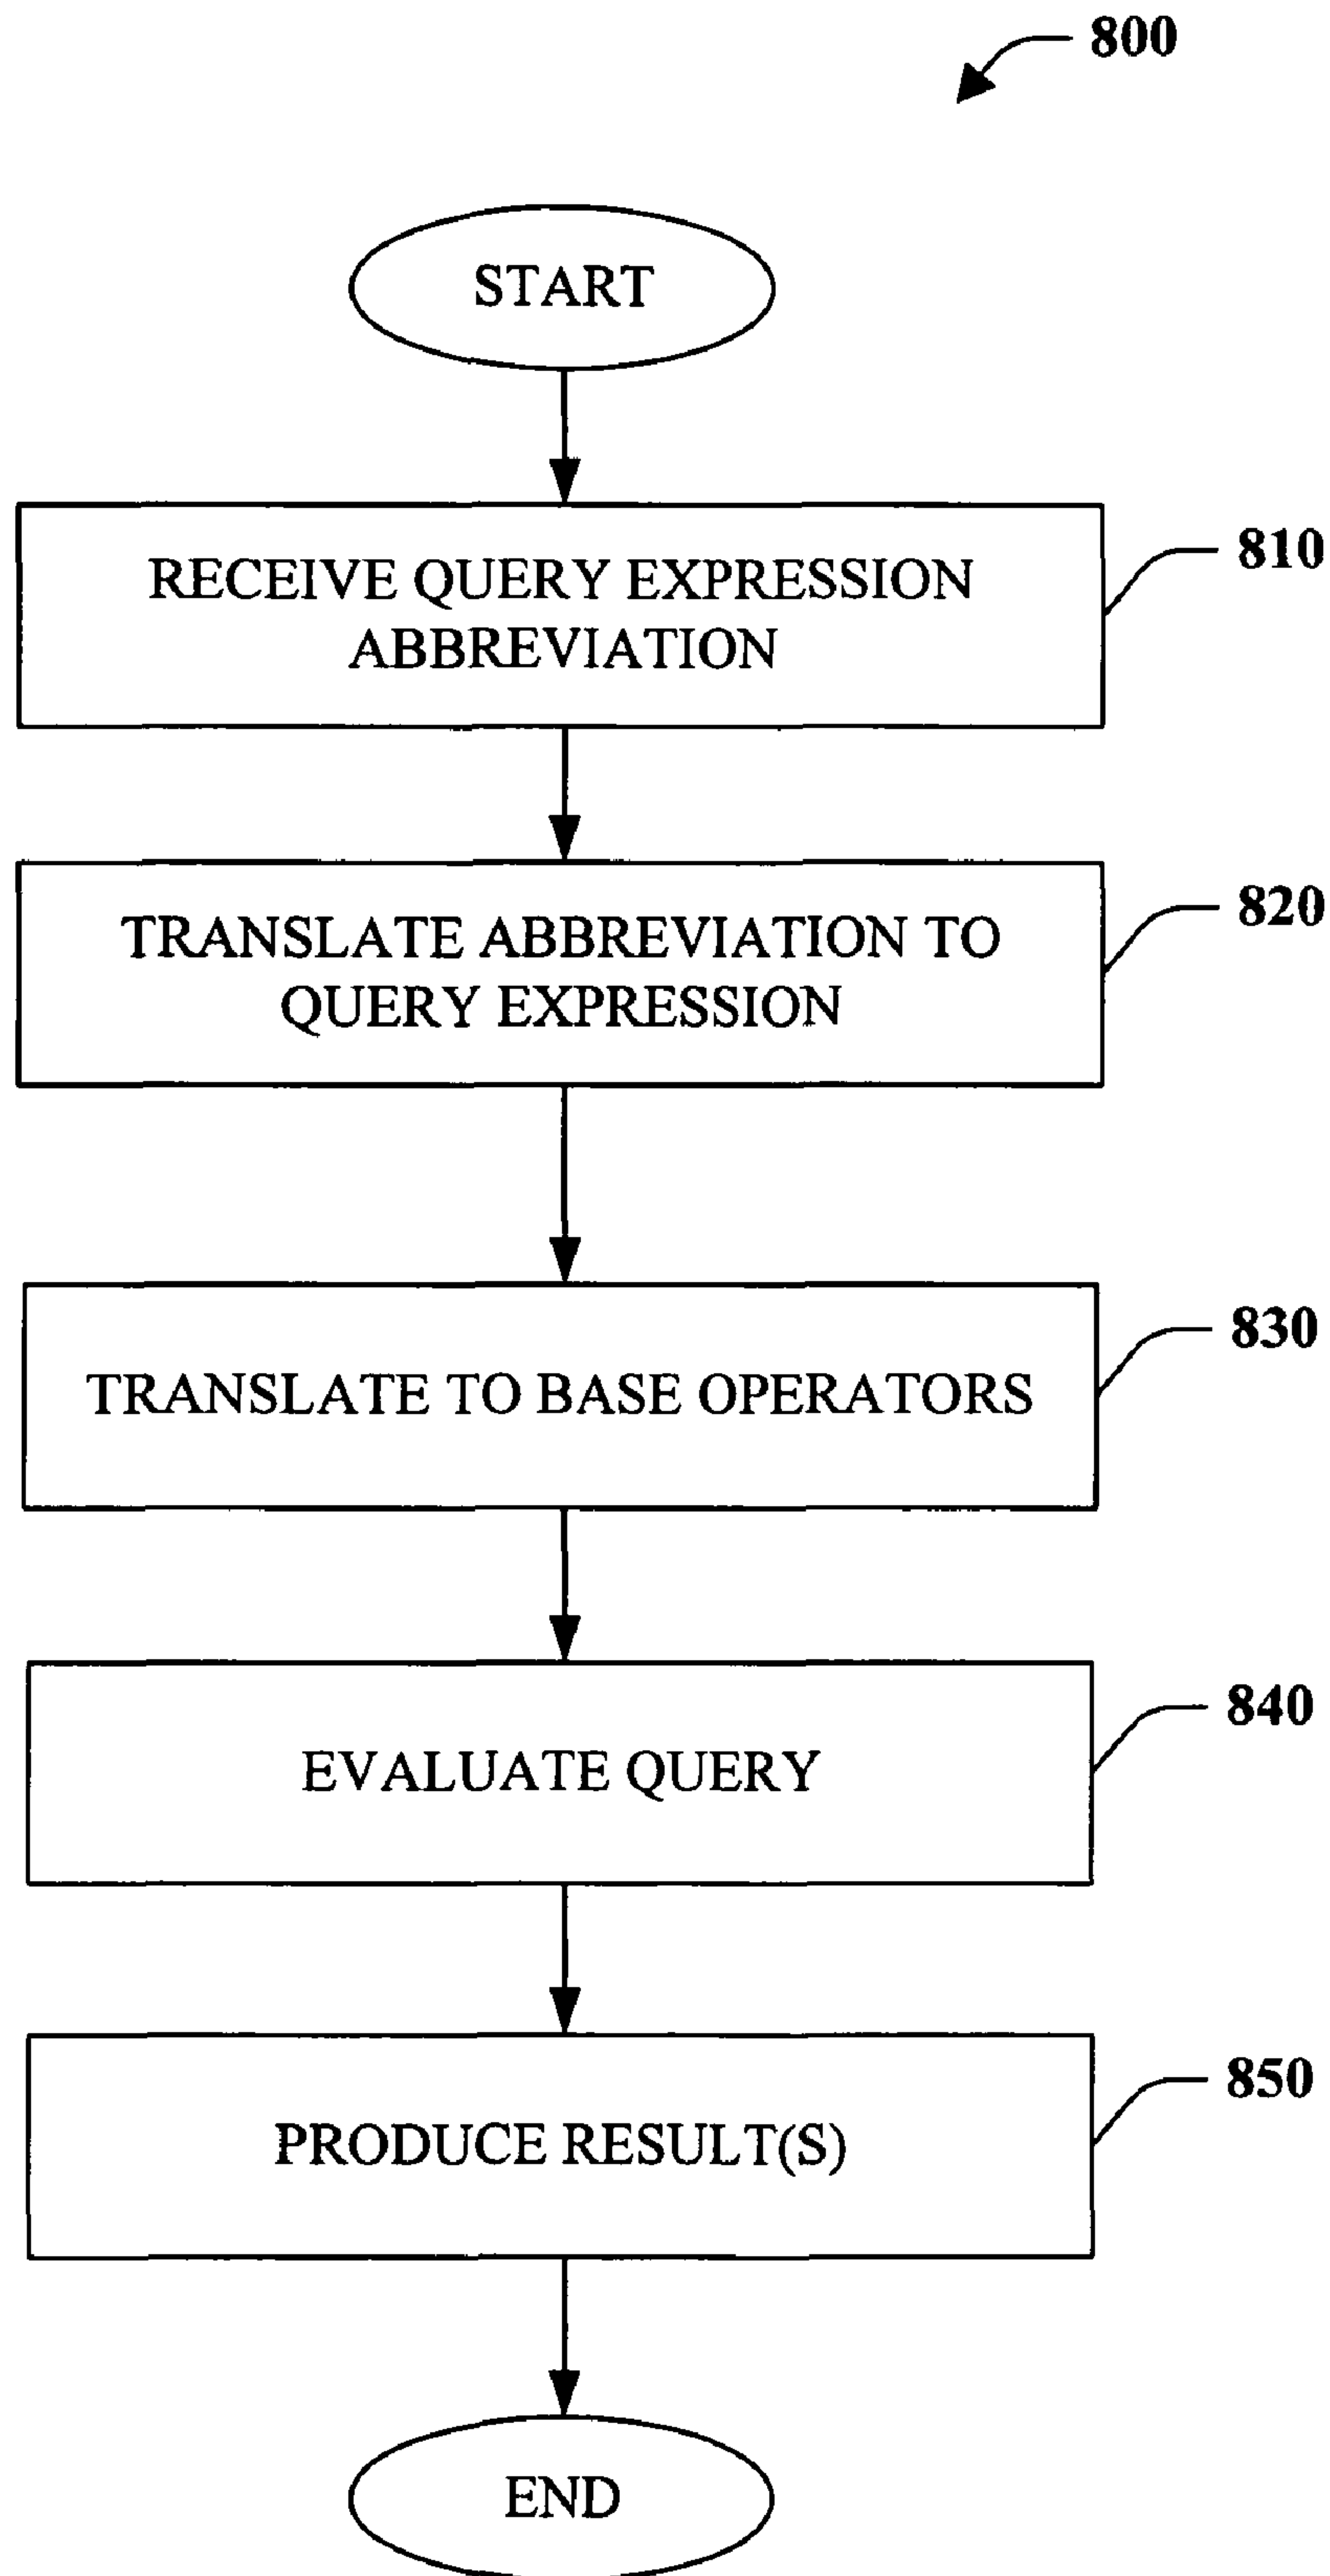 800
START
RECEIVE QUERY EXPRESSION
ABBREVIATION
810
TRANSLATE ABBREVIATION TO
QUERY EXPRESSION
820
TRANSLATE TO BASE OPERATORS
830
EVALUATE QUERY
840
PRODUCE RESULT(S)
850
END